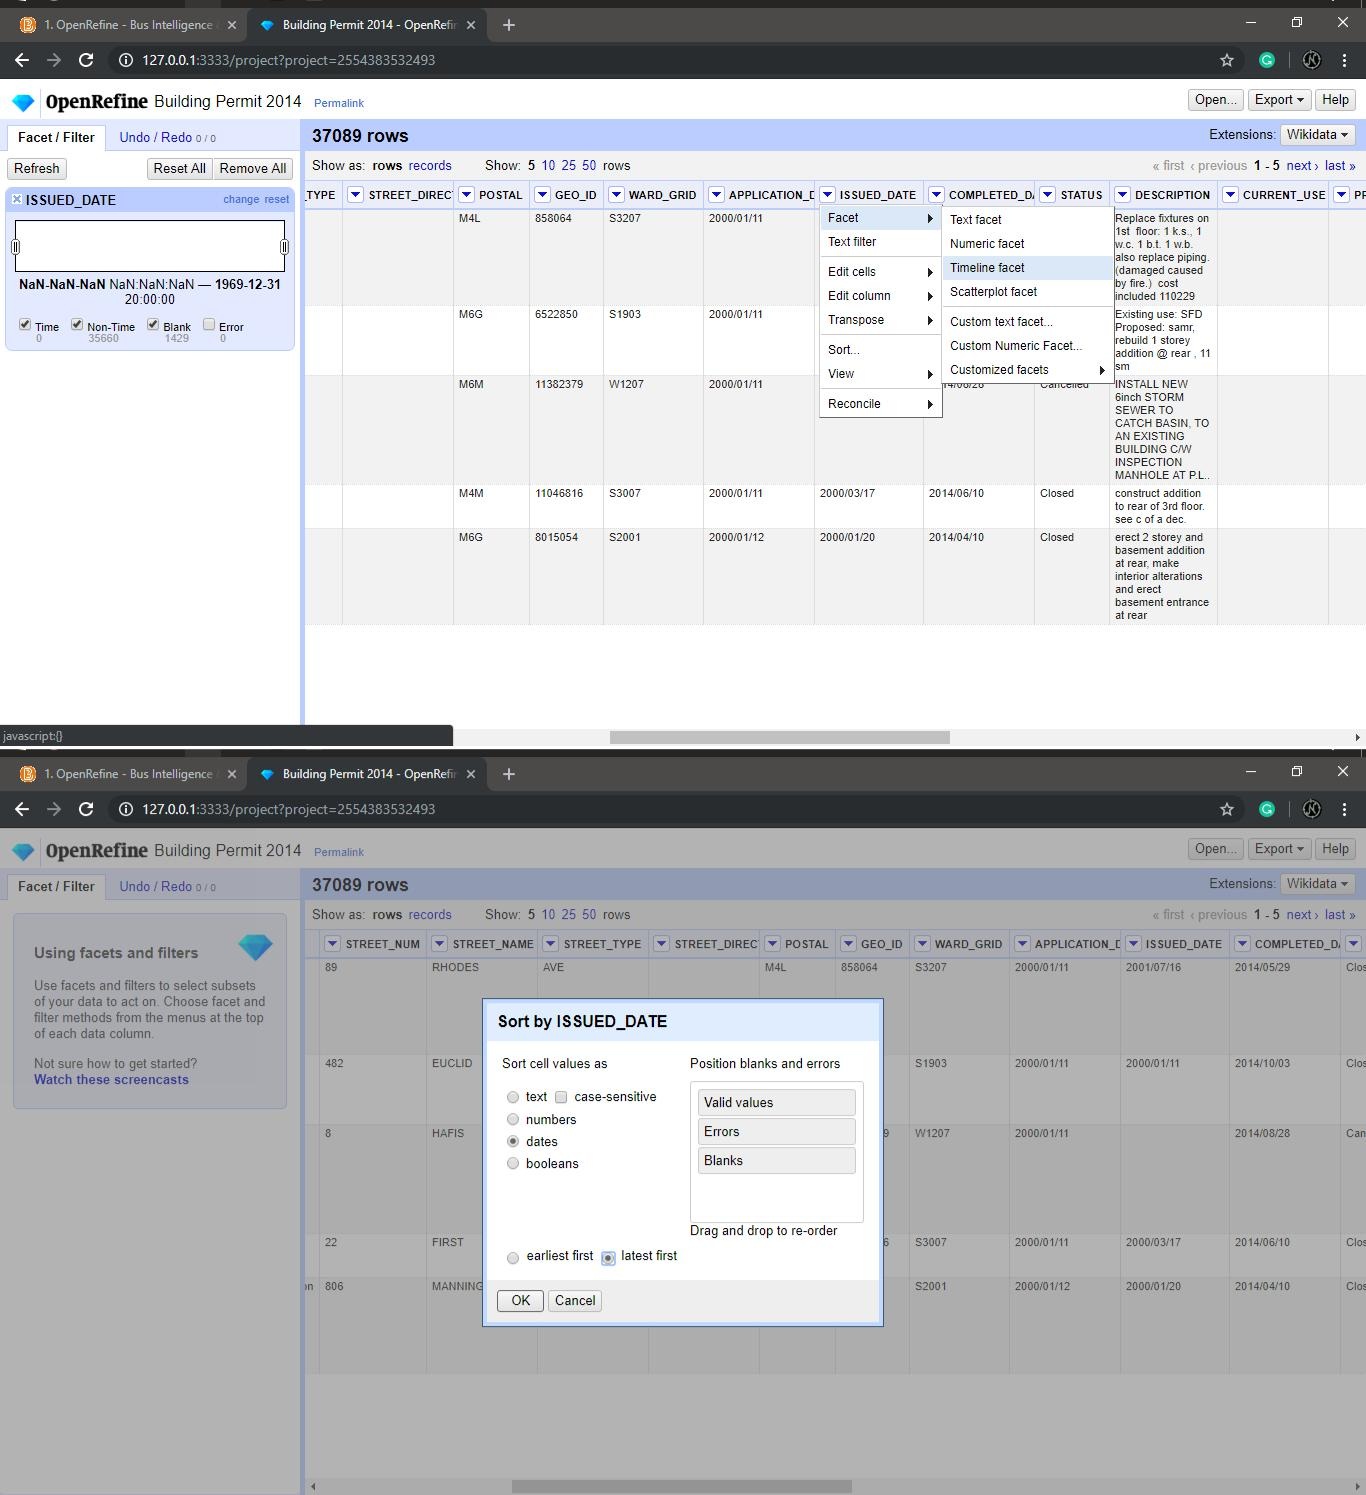 1. OpenRefine - Bus Intelligence
Building Permit 2014 - OpenRefin
127.0.0.1:3333/project?project=2554383532493
OpenRefine Building Permit 2014 Permalink
Open... Export Help
Facet / Filter Undo / Redo 0 / 0
37089 rows
Extensions: Wikidata
Refresh Reset All Remove All
Show as: rows records Show: 5 10 25 50 rows
« first ‹ previous 1 - 5 next › last »
ISSUED_DATE change reset
NaN-NaN-NaN NaN:NaN:NaN — 1969-12-31
20:00:00
Time Non-Time Blank Error
0 35660 1429 0
_TYPE STREET_DIREC POSTAL GEO_ID WARD_GRID APPLICATION_D ISSUED_DATE COMPLETED_DA STATUS DESCRIPTION CURRENT_USE PR
M4L 858064 S3207 2000/01/11
Replace fixtures on
1st floor: 1 k.s., 1
w.c. 1 b.t. 1 w.b.
also replace piping.
(damaged caused
by fire.) cost
included 110229
M6G 6522850 S1903 2000/01/11
Existing use: SFD
Proposed: samr,
rebuild 1 storey
addition @ rear , 11
sm
M6M 11382379 W1207 2000/01/11 14/08/28 Cancelled
INSTALL NEW
6inch STORM
SEWER TO
CATCH BASIN, TO
AN EXISTING
BUILDING C/W
INSPECTION
MANHOLE AT P.L..
M4M 11046816 S3007 2000/01/11 2000/03/17 2014/06/10 Closed
construct addition
to rear of 3rd floor.
see c of a dec.
M6G 8015054 S2001 2000/01/12 2000/01/20 2014/04/10 Closed
erect 2 storey and
basement addition
at rear, make
interior alterations
and erect
basement entrance
at rear
Facet
Text filter
Edit cells
Edit column
Transpose
Sort...
View
Reconcile
Text facet
Numeric facet
Timeline facet
Scatterplot facet
Custom text facet...
Custom Numeric Facet...
Customized facets
javascript:{}
1. OpenRefine - Bus Intelligence
Building Permit 2014 - OpenRefin
127.0.0.1:3333/project?project=2554383532493
OpenRefine Building Permit 2014 Permalink
Open... Export Help
Facet / Filter Undo / Redo 0 / 0
37089 rows
Extensions: Wikidata
Show as: rows records Show: 5 10 25 50 rows
« first ‹ previous 1 - 5 next › last »
Using facets and filters
Use facets and filters to select subsets
of your data to act on. Choose facet and
filter methods from the menus at the top
of each data column.
Not sure how to get started?
Watch these screencasts
STREET_NUM STREET_NAME STREET_TYPE STREET_DIREC POSTAL GEO_ID WARD_GRID APPLICATION_D ISSUED_DATE COMPLETED_DA
89 RHODES AVE M4L 858064 S3207 2000/01/11 2001/07/16 2014/05/29 Clos
482 EUCLID S1903 2000/01/11 2000/01/11 2014/10/03 Clos
8 HAFIS 9 W1207 2000/01/11 2014/08/28 Can
22 FIRST 6 S3007 2000/01/11 2000/03/17 2014/06/10 Clos
on 806 MANNING S2001 2000/01/12 2000/01/20 2014/04/10 Clos
Sort by ISSUED_DATE
Sort cell values as
text case-sensitive
numbers
dates
booleans
Position blanks and errors
Valid values
Errors
Blanks
Drag and drop to re-order
earliest first latest first
OK Cancel